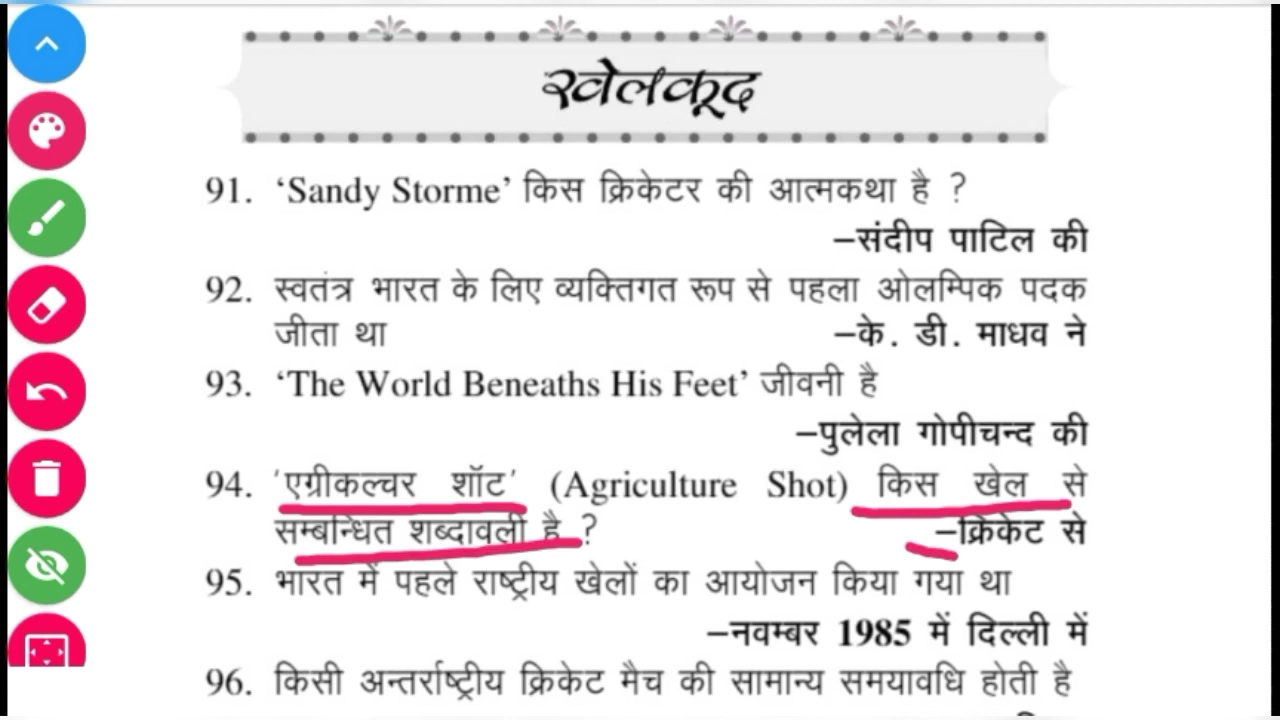 खेलकूद
91. ‘Sandy Storme’ किस क्रिकेटर की आत्मकथा है ?
–संदीप पाटिल की
92. स्वतंत्र भारत के लिए व्यक्तिगत रूप से पहला ओलम्पिक पदक
जीता था –के. डी. माधव ने
93. ‘The World Beneaths His Feet’ जीवनी है
–पुलेला गोपीचन्द की
94. 'एग्रीकल्चर शॉट' (Agriculture Shot) किस खेल से
सम्बन्धित शब्दावली है ? –क्रिकेट से
95. भारत में पहले राष्ट्रीय खेलों का आयोजन किया गया था
–नवम्बर 1985 में दिल्ली में
96. किसी अन्तर्राष्ट्रीय क्रिकेट मैच की सामान्य समयावधि होती है